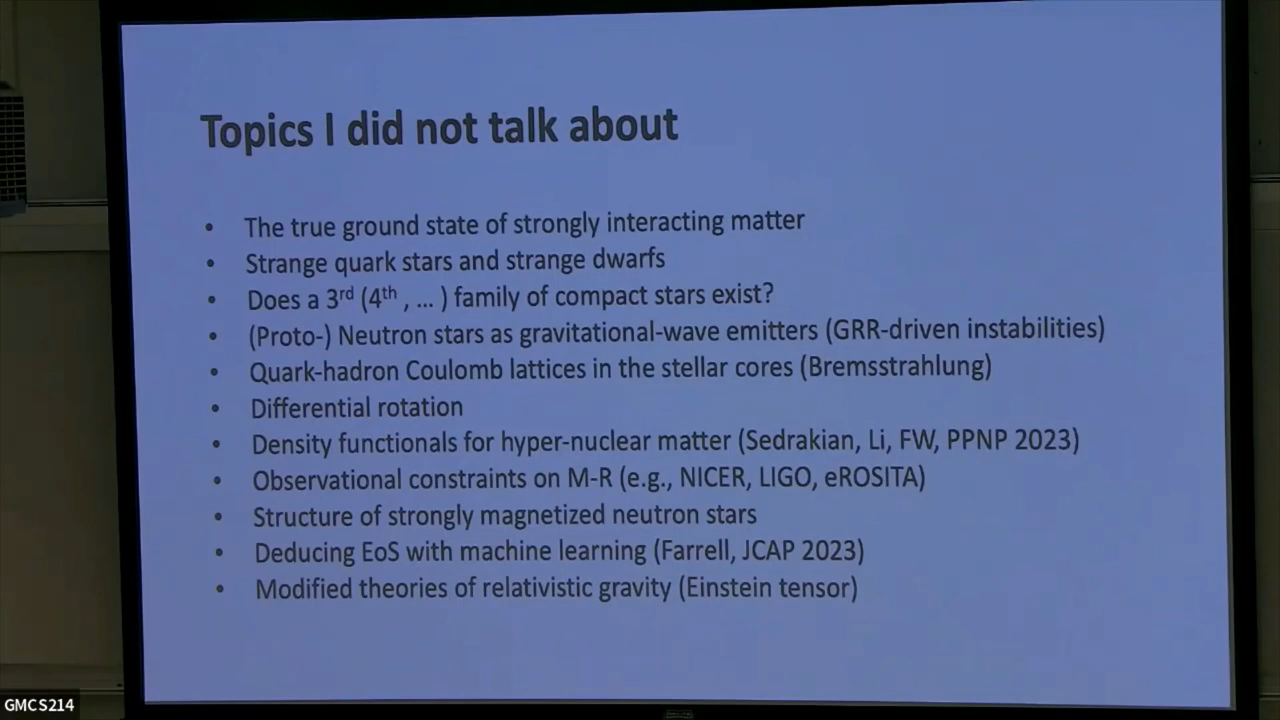 Topics I did not talk about
• The true ground state of strongly interacting matter
• Strange quark stars and strange dwarfs
• Does a 3rd (4th , ... ) family of compact stars exist?
• (Proto-) Neutron stars as gravitational-wave emitters (GRR-driven instabilities)
• Quark-hadron Coulomb lattices in the stellar cores (Bremsstrahlung)
• Differential rotation
• Density functionals for hyper-nuclear matter (Sedrakian, Li, FW, PPNP 2023)
• Observational constraints on M-R (e.g., NICER, LIGO, eROSITA)
• Structure of strongly magnetized neutron stars
• Deducing EoS with machine learning (Farrell, JCAP 2023)
• Modified theories of relativistic gravity (Einstein tensor)
GMCS214